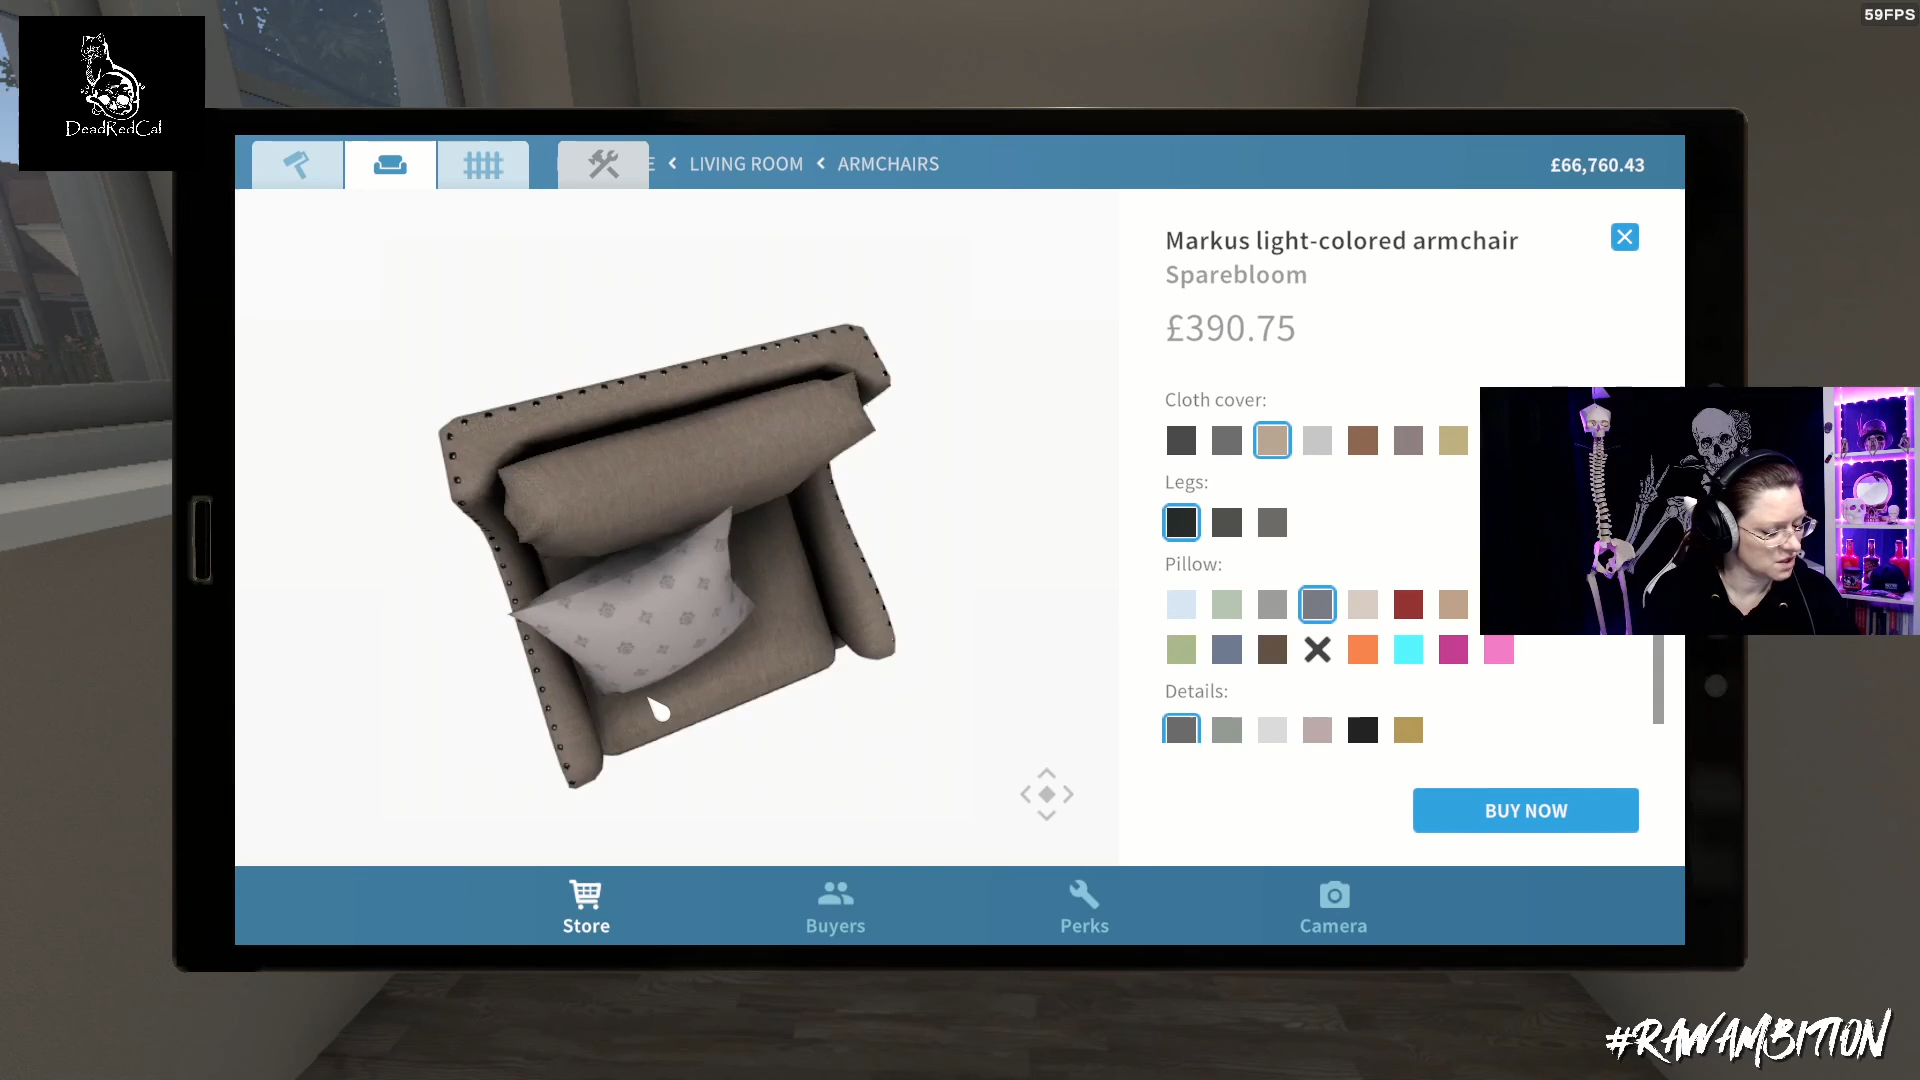 59FPS
DeadRedCal
E < LIVING ROOM < ARMCHAIRS
£66,760.43
Markus light-colored armchair
Sparebloom
£390.75
Cloth cover:
Legs:
Pillow:
Details:
BUY NOW
Store
Buyers
Perks
Camera
#RAWAMBITION